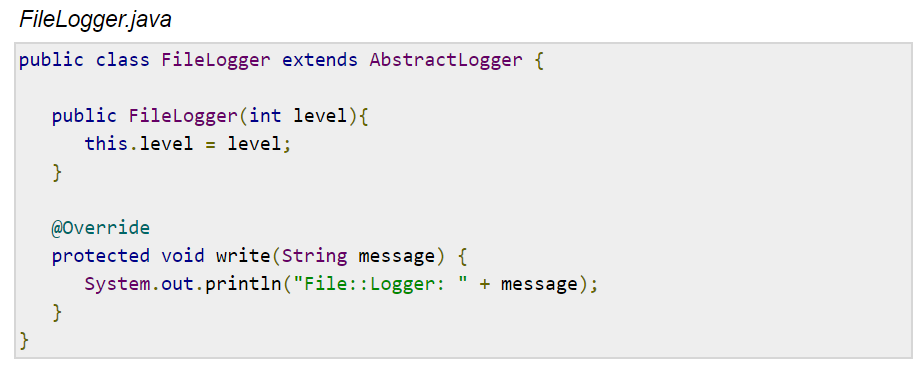 FileLogger.java
public class FileLogger extends AbstractLogger {
public FileLogger(int level){
this.level = level;
}
@Override
protected void write(String message) {
System.out.println("File::Logger: " + message);
}
}